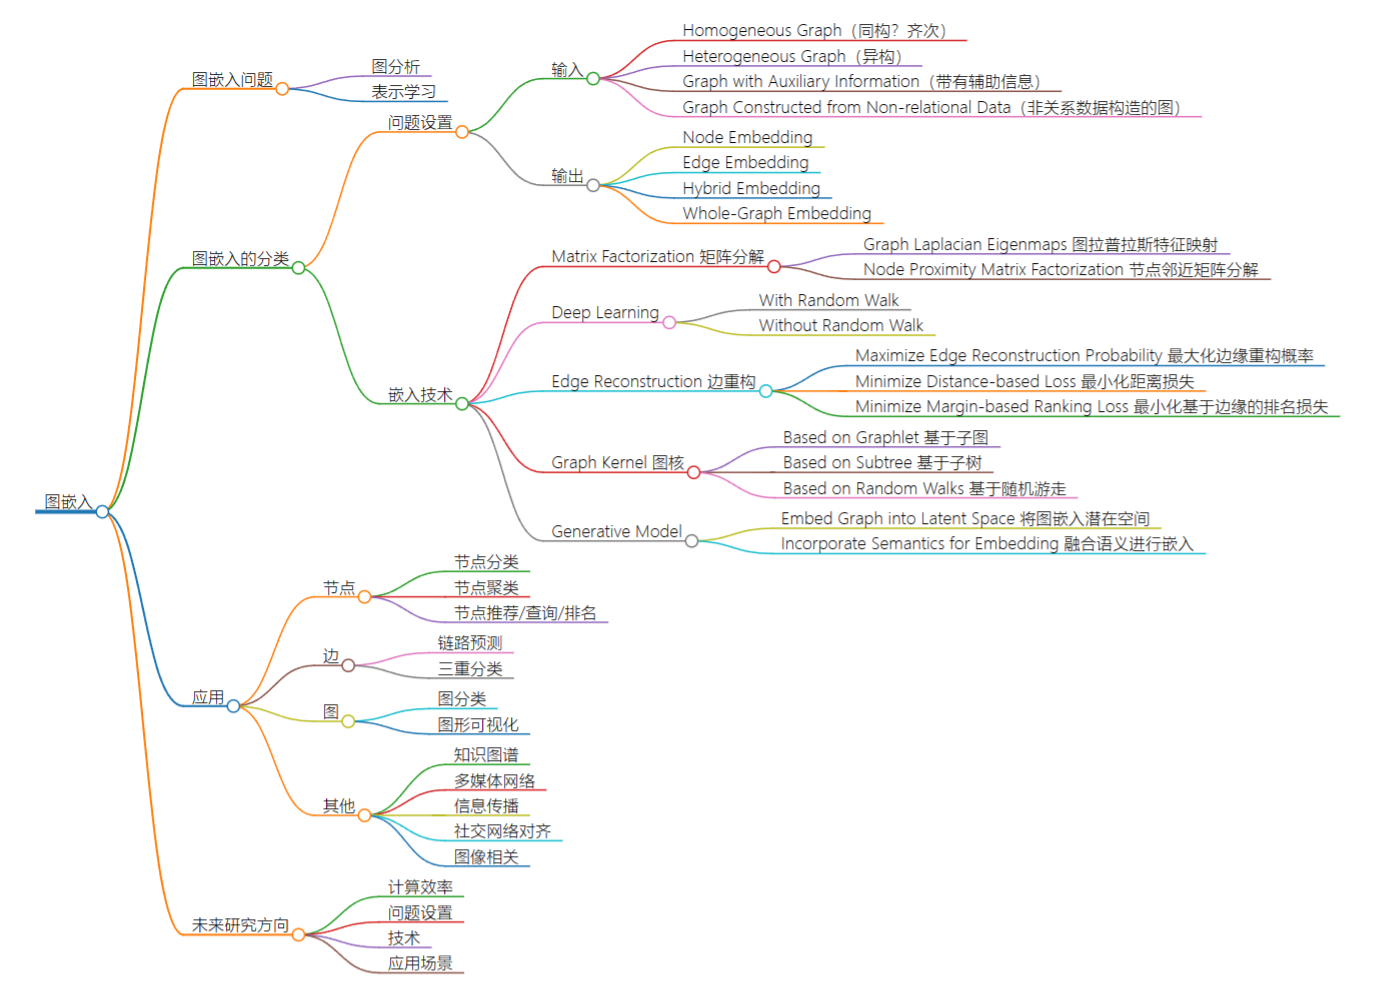 图嵌入
图嵌入问题
图分析
表示学习
图嵌入的分类
问题设置
输入
Homogeneous Graph（同构？齐次）
Heterogeneous Graph（异构）
Graph with Auxiliary Information（带有辅助信息）
Graph Constructed from Non-relational Data（非关系数据构造的图）
输出
Node Embedding
Edge Embedding
Hybrid Embedding
Whole-Graph Embedding
嵌入技术
Matrix Factorization 矩阵分解
Graph Laplacian Eigenmaps 图拉普拉斯特征映射
Node Proximity Matrix Factorization 节点邻近矩阵分解
Deep Learning
With Random Walk
Without Random Walk
Edge Reconstruction 边重构
Maximize Edge Reconstruction Probability 最大化边缘重构概率
Minimize Distance-based Loss 最小化距离损失
Minimize Margin-based Ranking Loss 最小化基于边缘的排名损失
Graph Kernel 图核
Based on Graphlet 基于子图
Based on Subtree 基于子树
Based on Random Walks 基于随机游走
Generative Model
Embed Graph into Latent Space 将图嵌入潜在空间
Incorporate Semantics for Embedding 融合语义进行嵌入
应用
节点
节点分类
节点聚类
节点推荐/查询/排名
边
链路预测
三重分类
图
图分类
图形可视化
其他
知识图谱
多媒体网络
信息传播
社交网络对齐
图像相关
未来研究方向
计算效率
问题设置
技术
应用场景